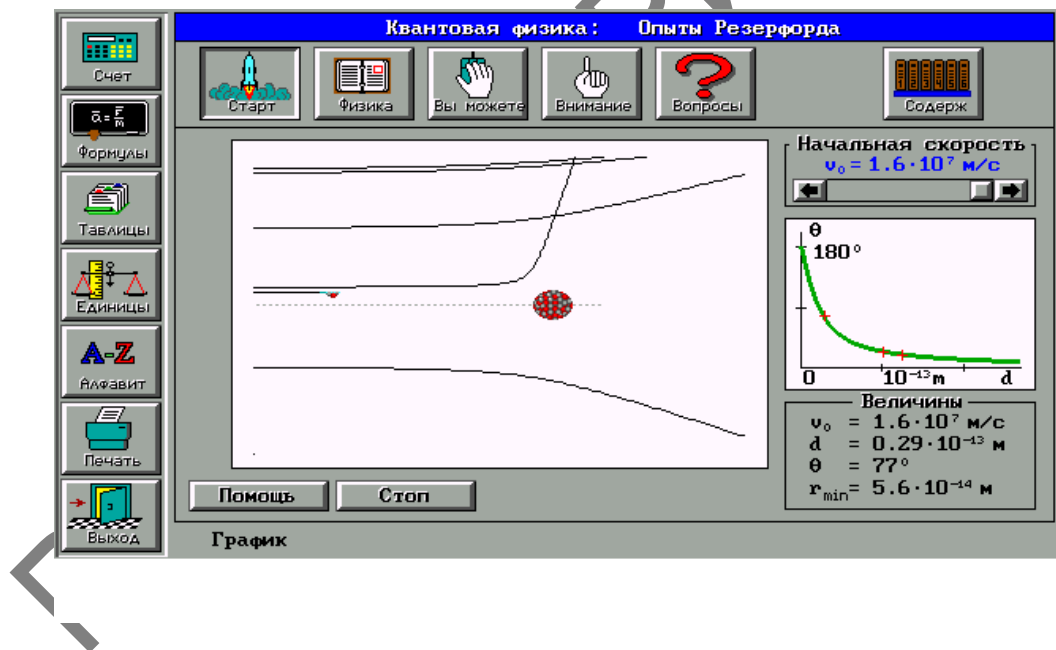 Квантовая физика: Опыты Резерфорда
Счет
Формулы
Таблицы
Единицы
A-Z
Алфавит
Печать
Выход
a = F/m
Старт
Физика
Вы можете
Внимание
Вопросы
Содерж
Начальная скорость
v₀ = 1.6·10⁷ м/с
θ
180°
0 10⁻¹³м d
Величины
v₀ = 1.6·10⁷ м/с
d = 0.29·10⁻¹³ м
θ = 77°
rmin= 5.6·10⁻¹⁴ м
Помощь Стоп
График